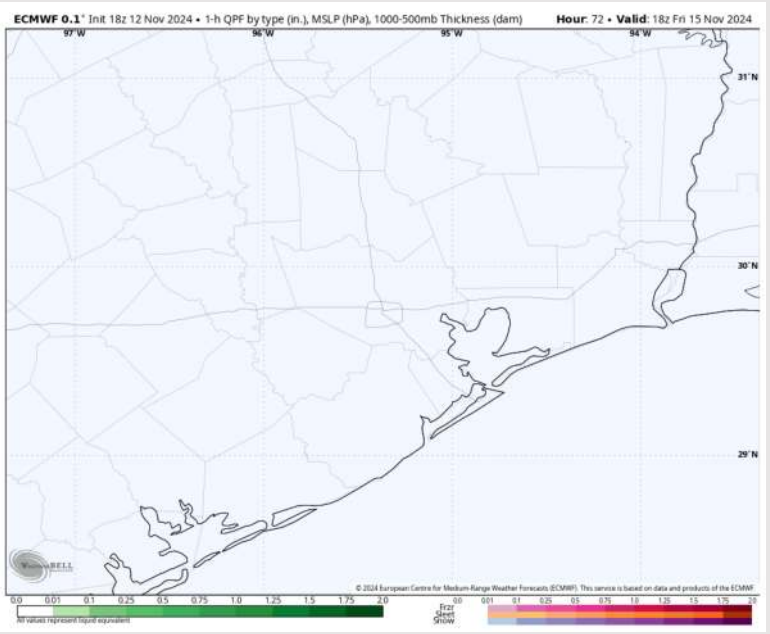 ECMWF 0.1° Init 18z 12 Nov 2024 • 1-h QPF by type (in.), MSLP (hPa), 1000-500mb Thickness (dam) Hour: 72 • Valid: 18z Fri 15 Nov 2024
97°W 96°W 95°W 94°W
31°N
30°N
29°N
WeatherBELL
© 2024 European Centre for Medium-Range Weather Forecasts (ECMWF). This service is based on data and products of the ECMWF
0.0 0.01 0.1 0.25 0.5 1.0 1.25 1.5 1.75 2.0
0.0 0.01 0.1 0.25 0.5 0.75 1.0 1.25 1.5 1.75 2.0
All values represent liquid equivalent
Frzr
Sleet
Snow